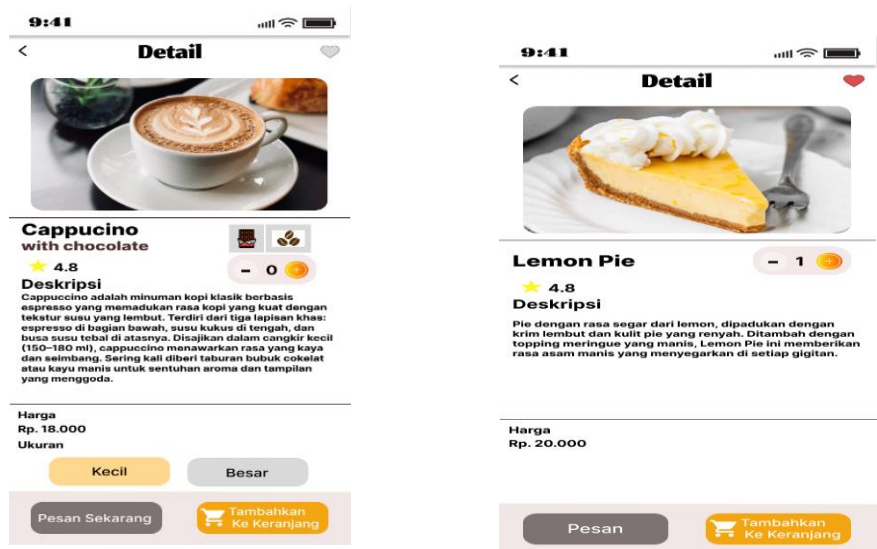 9:41
Detail
Cappucino
with chocolate
4.8
- 0 +
Deskripsi
Cappuccino adalah minuman kopi klasik berbasis
espresso yang memadukan rasa kopi yang kuat dengan
tekstur susu yang lembut. Terdiri dari tiga lapisan khas:
espresso di bagian bawah, susu kukus di tengah, dan
busa susu tebal di atasnya. Disajikan dalam cangkir kecil
(150–180 ml), cappuccino menawarkan rasa yang kaya
dan seimbang. Sering kali diberi taburan bubuk cokelat
atau kayu manis untuk sentuhan aroma dan tampilan
yang menggoda.
Harga
Rp. 18.000
Ukuran
Kecil
Besar
Pesan Sekarang
Tambahkan
Ke Keranjang
9:41
Detail
Lemon Pie
- 1 +
4.8
Deskripsi
Pie dengan rasa segar dari lemon, dipadukan dengan
krim lembut dan kulit pie yang renyah. Ditambah dengan
topping meringue yang manis, Lemon Pie ini memberikan
rasa asam manis yang menyegarkan di setiap gigitan.
Harga
Rp. 20.000
Pesan
Tambahkan
Ke Keranjang